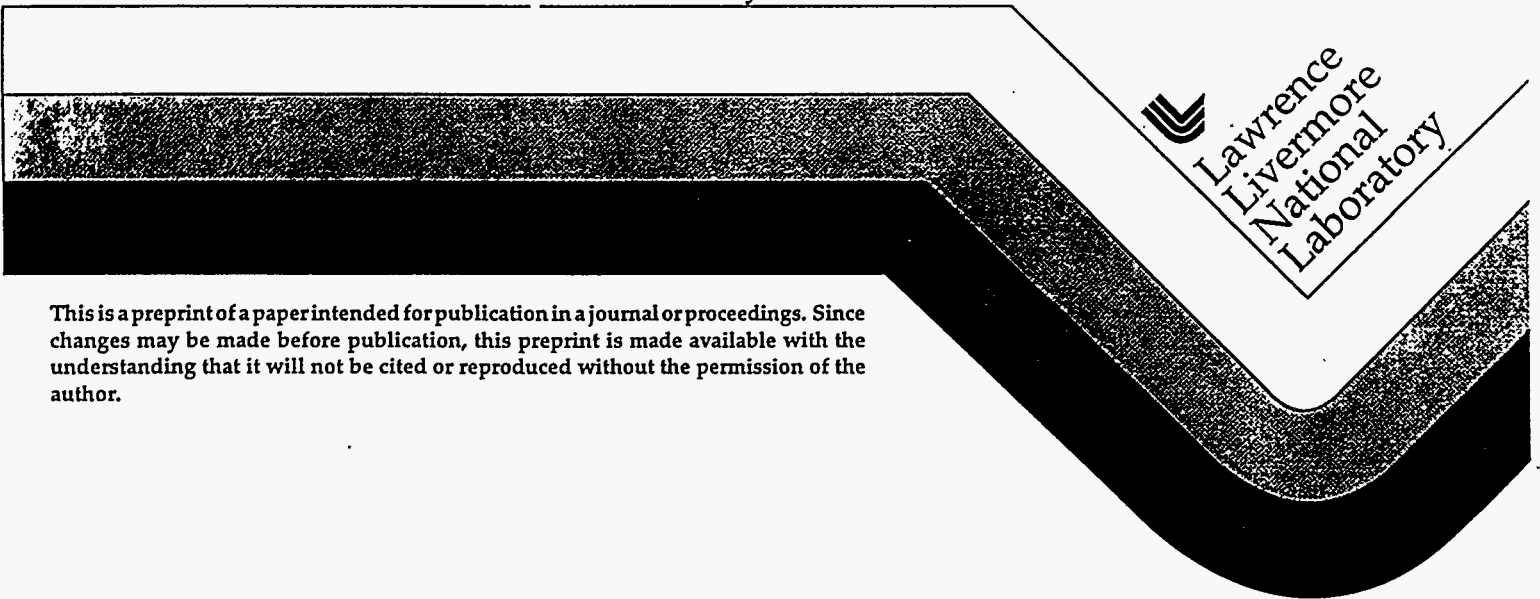 Lawrence
Livermore
National
Laboratory
This is a preprint of a paper intended for publication in a journal or proceedings. Since
changes may be made before publication, this preprint is made available with the
understanding that it will not be cited or reproduced without the permission of the
author.